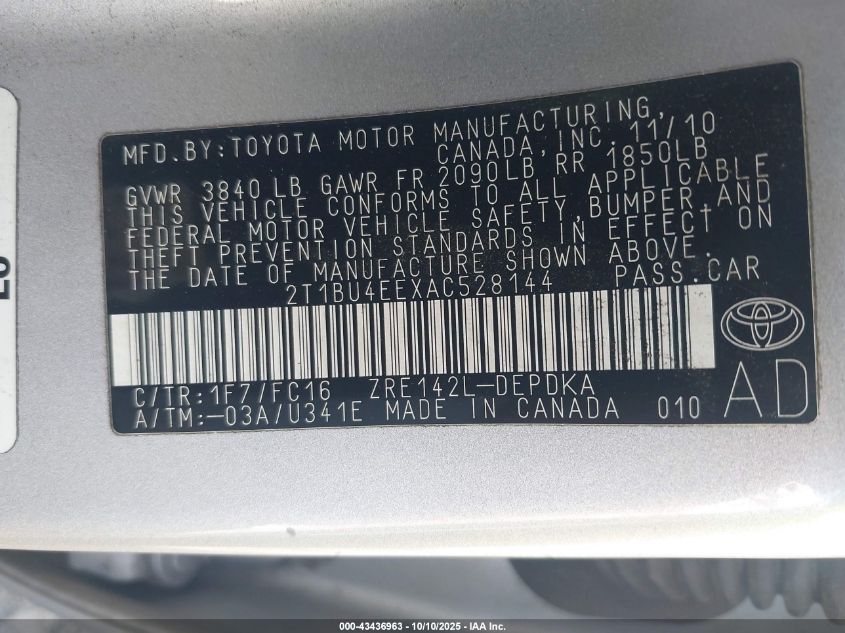 MFD.BY:TOYOTA MOTOR MANUFACTURING,
CANADA,INC. 11/10
GVWR 3840 LB GAWR FR 2090LB RR 1850LB
THIS VEHICLE CONFORMS TO ALL APPLICABLE
FEDERAL MOTOR VEHICLE SAFETY,BUMPER,AND
THEFT PREVENTION STANDARDS IN EFFECT ON
THE DATE OF MANUFACTURE SHOWN ABOVE.
2T1BU4EEXAC528144 PASS.CAR
C/TR:1F7/FC16 ZRE142L-DEPDKA
A/TM:-03A/U341E MADE IN CANADA 010
AD
000-43436963 - 10/10/2025 - IAA Inc.